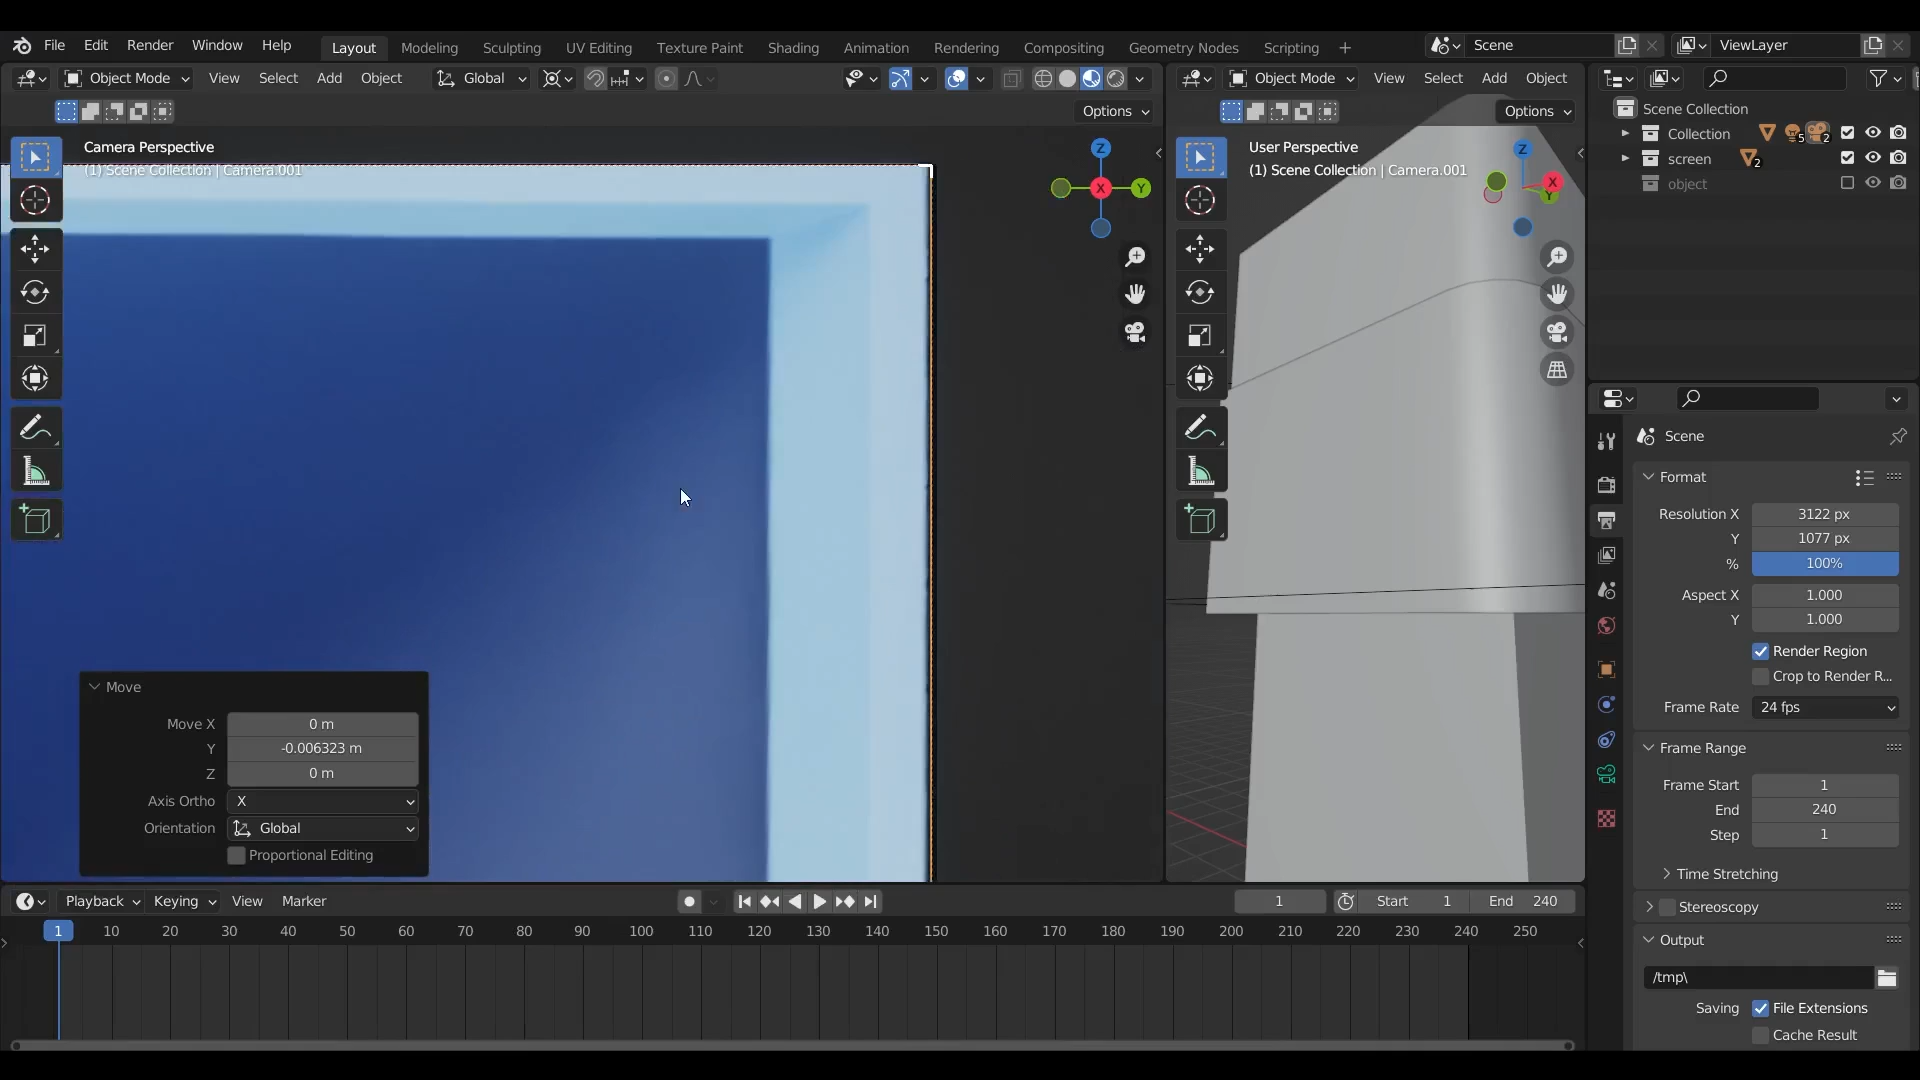 File Edit Render Window Help Layout Modeling Sculpting UV Editing Texture Paint Shading Animation Rendering Compositing Geometry Nodes Scripting + Scene ViewLayer
Object Mode View Select Add Object Global
Object Mode View Select Add Object
Options
Options
Camera Perspective
(1) Scene Collection | Camera.001
Z
X
Y
User Perspective
(1) Scene Collection | Camera.001
Z
X
Y
Scene Collection
Collection 5 2
screen 2
object
Scene
Format
Resolution X 3122 px
Y 1077 px
% 100%
Aspect X 1.000
Y 1.000
Render Region
Crop to Render R...
Frame Rate 24 fps
Frame Range
Frame Start 1
End 240
Step 1
Time Stretching
Stereoscopy
Output
/tmp\
Saving File Extensions
Cache Result
Move
Move X 0 m
Y -0.006323 m
Z 0 m
Axis Ortho X
Orientation Global
Proportional Editing
Playback Keying View Marker 1 Start 1 End 240
1 10 20 30 40 50 60 70 80 90 100 110 120 130 140 150 160 170 180 190 200 210 220 230 240 250